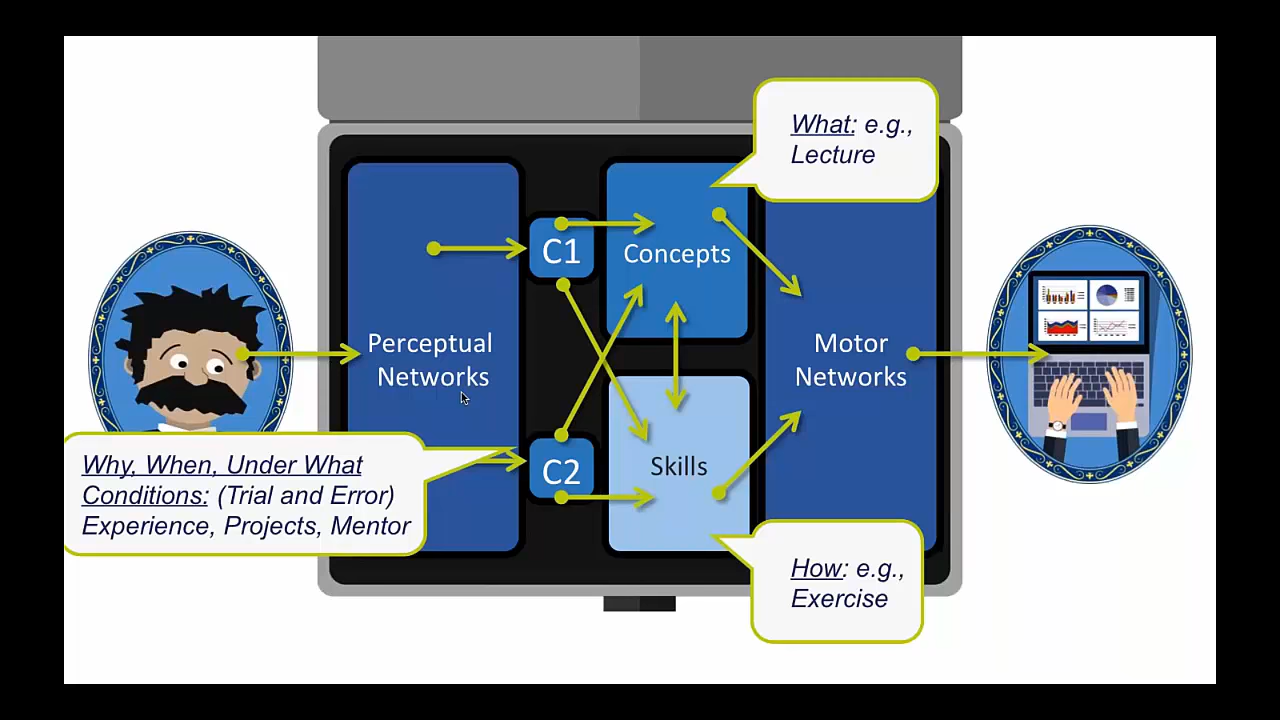 What: e.g.,
Lecture
C1
Concepts
Perceptual
Networks
Motor
Networks
Why, When, Under What
Conditions: (Trial and Error)
Experience, Projects, Mentor
C2
Skills
How: e.g.,
Exercise